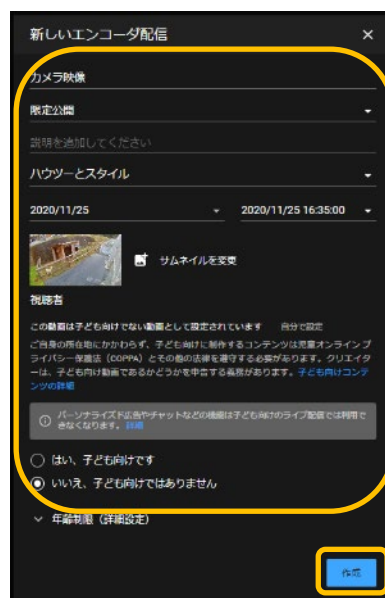 新しいエンコーダ配信
カメラ映像
限定公開
説明を追加してください
ハウツーとスタイル
2020/11/25 2020/11/25 16:35:00
サムネイルを変更
視聴者
この動画は子ども向けでない動画として設定されています 自分で設定
ご自身の所在地にかかわらず、子ども向けに制作するコンテンツは児童オンラインプ
ライバシー保護法（COPPA）とその他の法律を遵守する必要があります。クリエイタ
ーは、子ども向け動画であるかどうかを申告する義務があります。子ども向けコンテ
ンツの詳細
パーソナライズド広告やチャットなどの機能は子ども向けのライブ配信では利用で
きなくなります。詳細
はい、子ども向けです
いいえ、子ども向けではありません
年齢制限（詳細設定）
作成